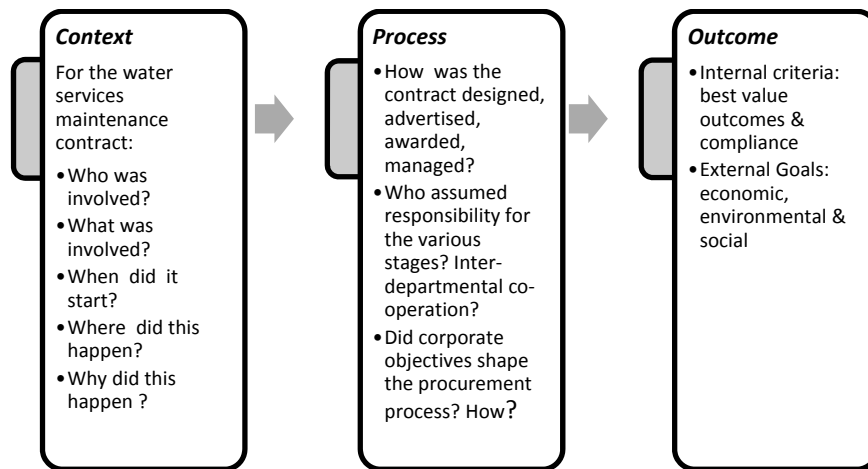 Context
For the water
services
maintenance
contract:
•Who was
involved?
•What was
involved?
•When did it
start?
•Where did this
happen?
•Why did this
happen ?
Process
•How was the
contract designed,
advertised,
awarded,
managed?
•Who assumed
responsibility for
the various
stages? Inter-
departmental co-
operation?
•Did corporate
objectives shape
the procurement
process? How?
Outcome
•Internal criteria:
best value
outcomes &
compliance
•External Goals:
economic,
environmental &
social